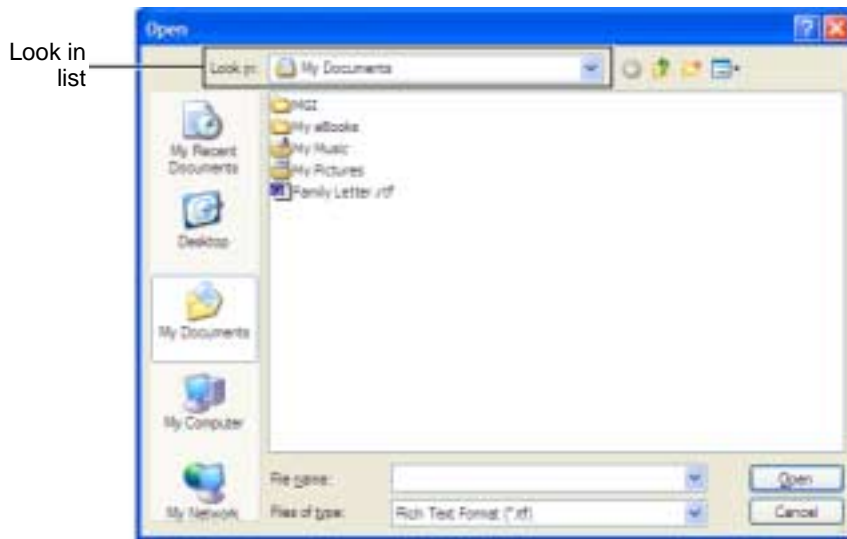 Open
Look in
list
Look in:
My Documents
MGI
My eBooks
My Music
My Pictures
Family Letter.rtf
My Recent
Documents
Desktop
My Documents
My Computer
My Network
File name:
Open
Files of type:
Rich Text Format (*.rtf)
Cancel